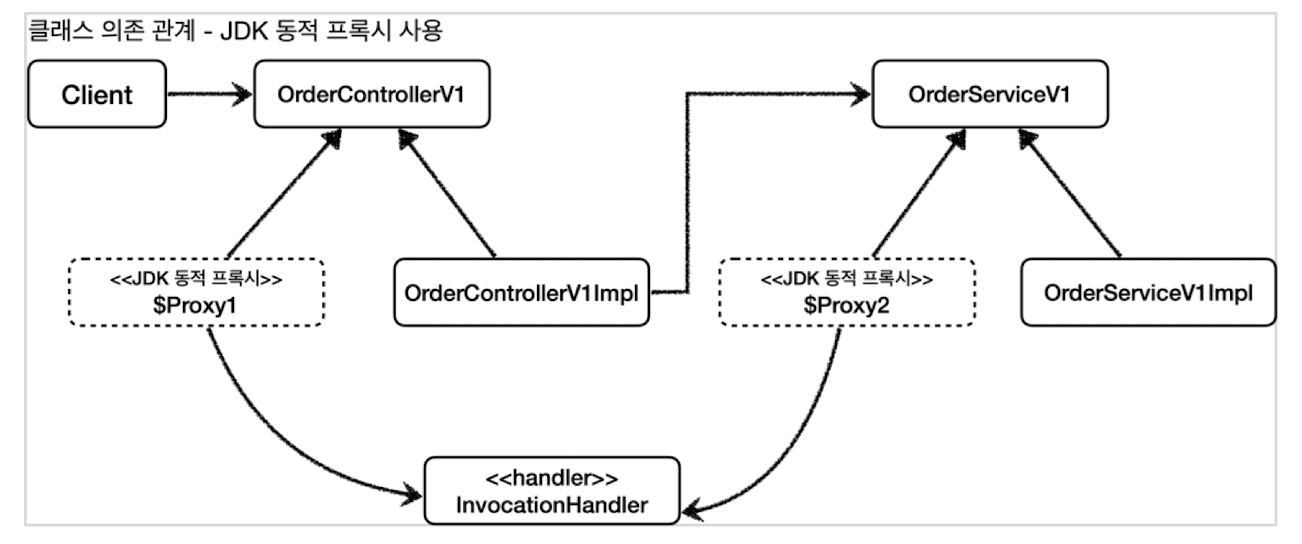 클래스 의존 관계 - JDK 동적 프록시 사용
Client
OrderControllerV1
OrderServiceV1
<<JDK 동적 프록시>>
$Proxy1
OrderControllerV1Impl
<<JDK 동적 프록시>>
$Proxy2
OrderServiceV1Impl
<<handler>>
InvocationHandler